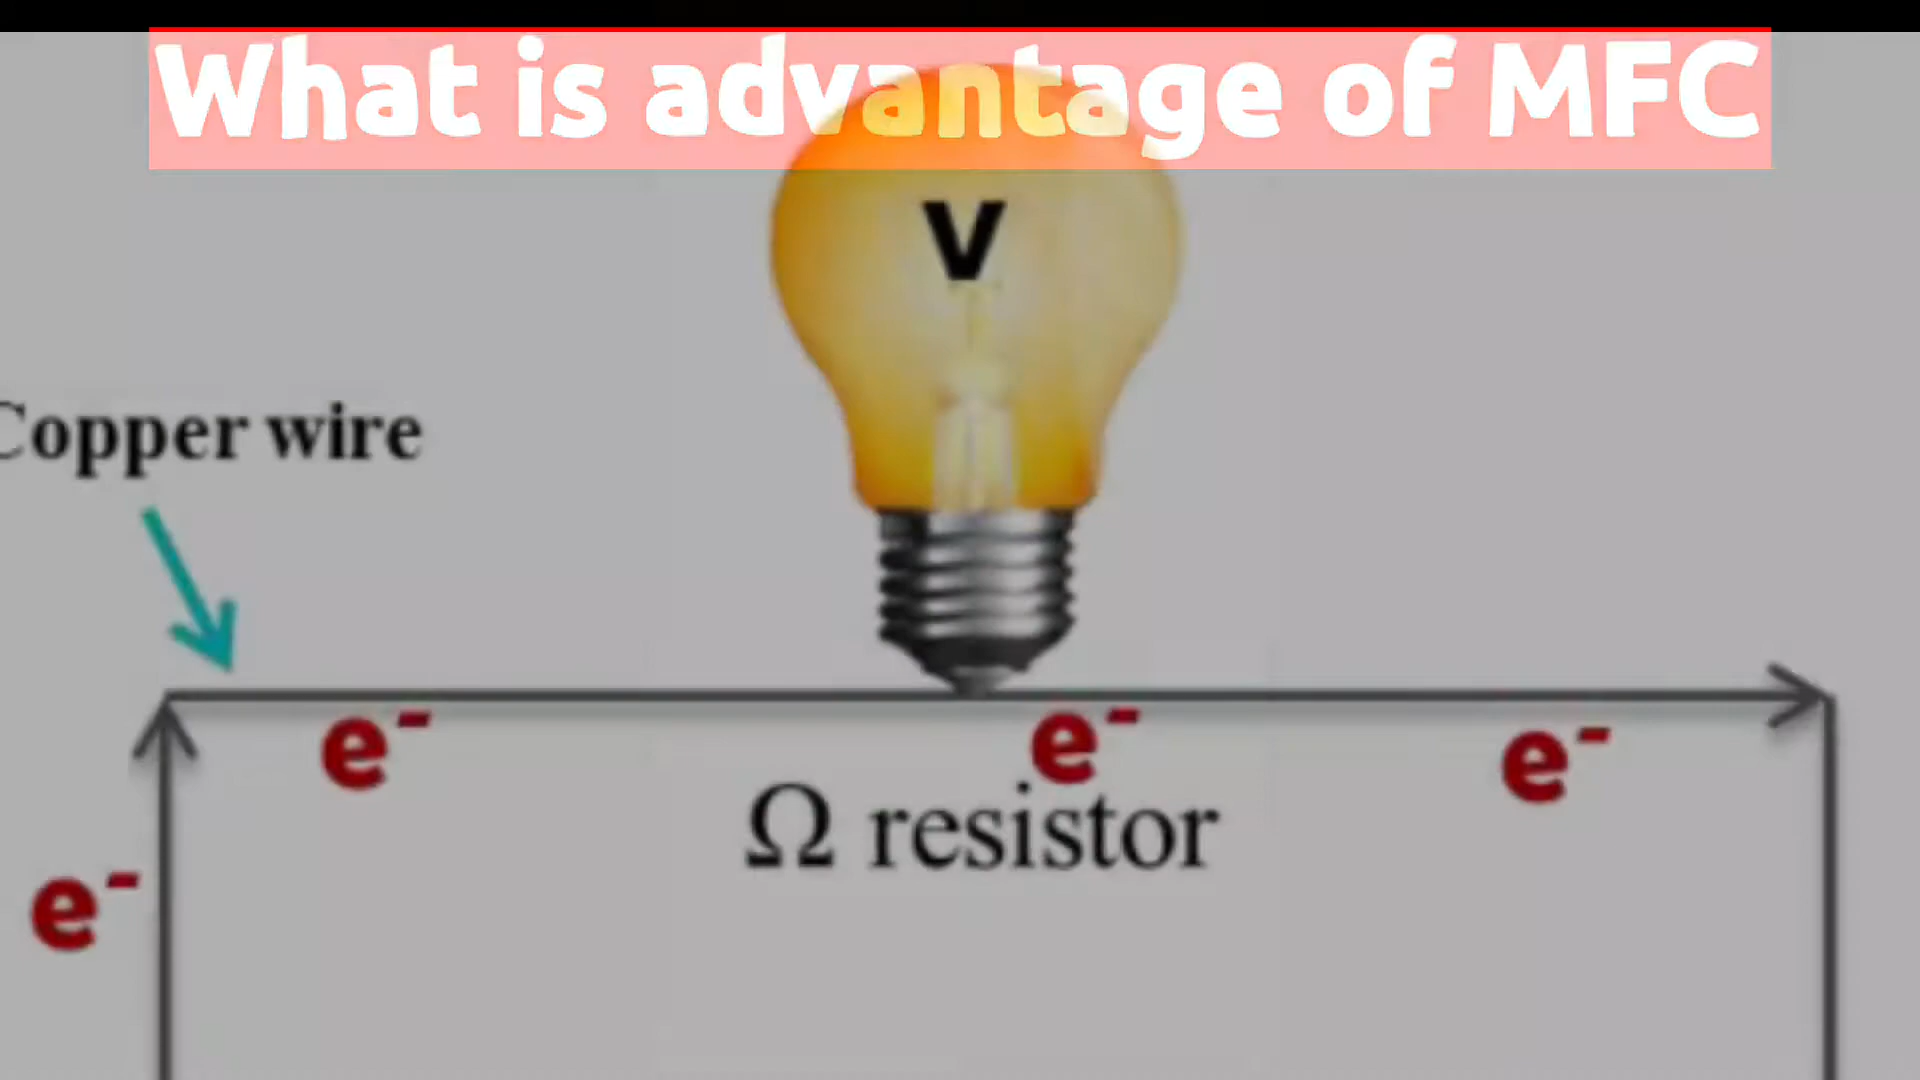 What is advantage of MFC
V
Copper wire
e-
e-
e-
Ω resistor
e-